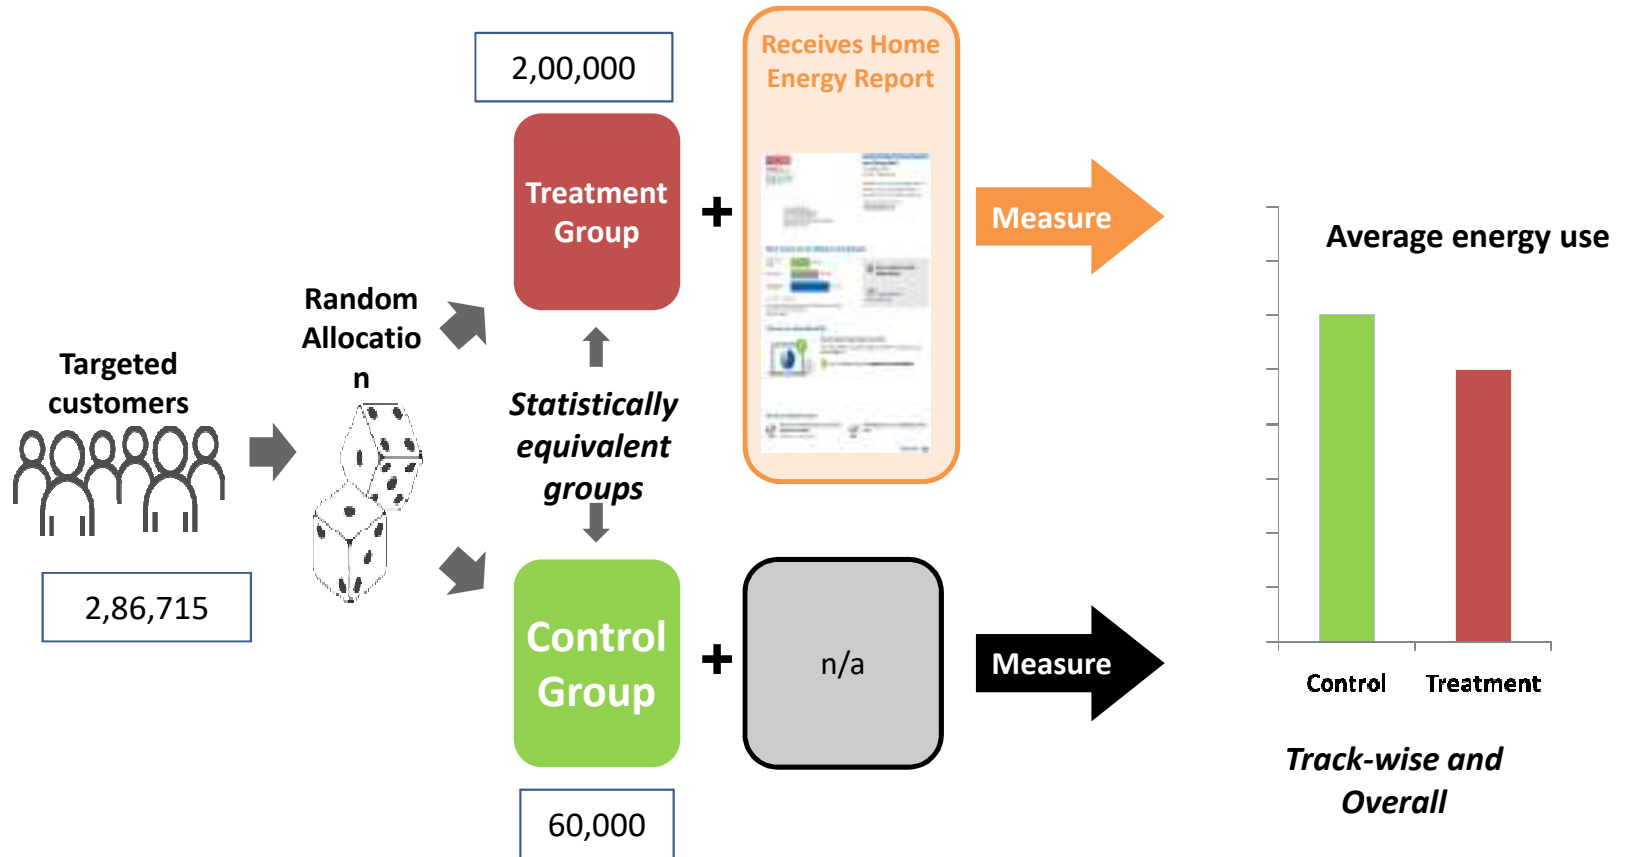 2,00,000
Receives Home
Energy Report
Treatment
Group
+
Measure
Average energy use
Random
Allocatio
n
Targeted
customers
Statistically
equivalent
groups
2,86,715
Control
Group
+
n/a
Measure
Control Treatment
Track-wise and
Overall
60,000